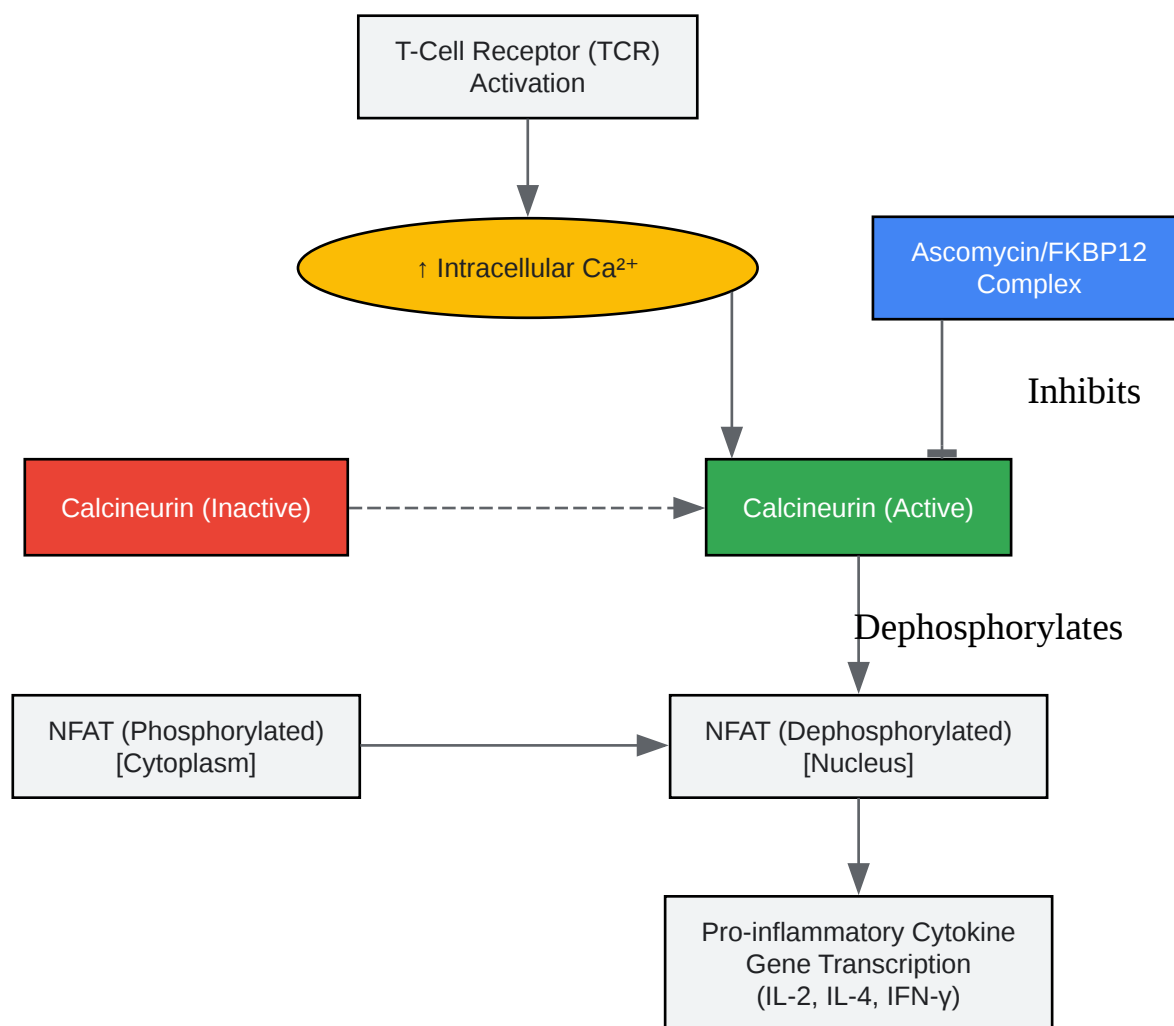 T-Cell Receptor (TCR)
Activation
↑ Intracellular Ca²⁺
Ascomycin/FKBP12
Complex
Inhibits
Calcineurin (Inactive)
Calcineurin (Active)
Dephosphorylates
NFAT (Phosphorylated)
[Cytoplasm]
NFAT (Dephosphorylated)
[Nucleus]
Pro-inflammatory Cytokine
Gene Transcription
(IL-2, IL-4, IFN-γ)